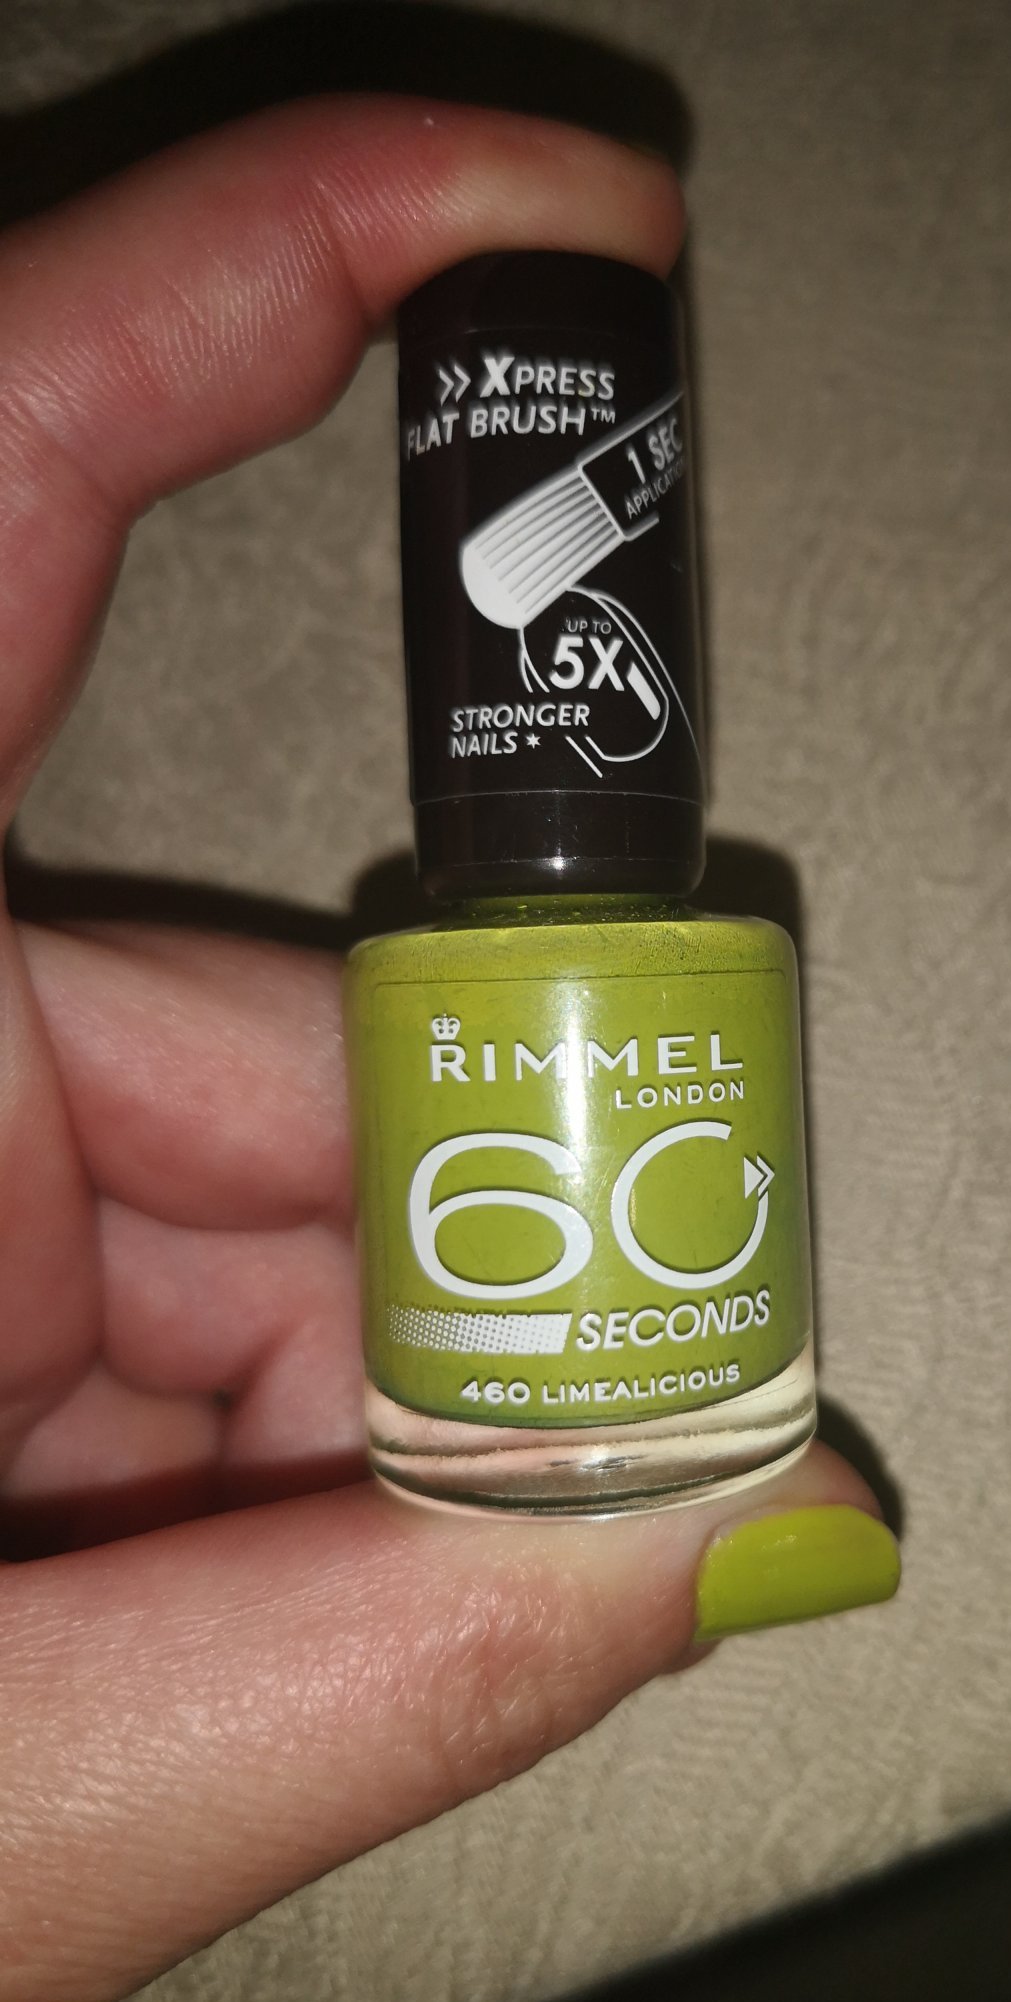 XPRESS
FLAT BRUSH™
1 SEC
APPLICATION
UP TO
5X
STRONGER
NAILS *
RIMMEL
LONDON
60
SECONDS
460 LIMEALICIOUS